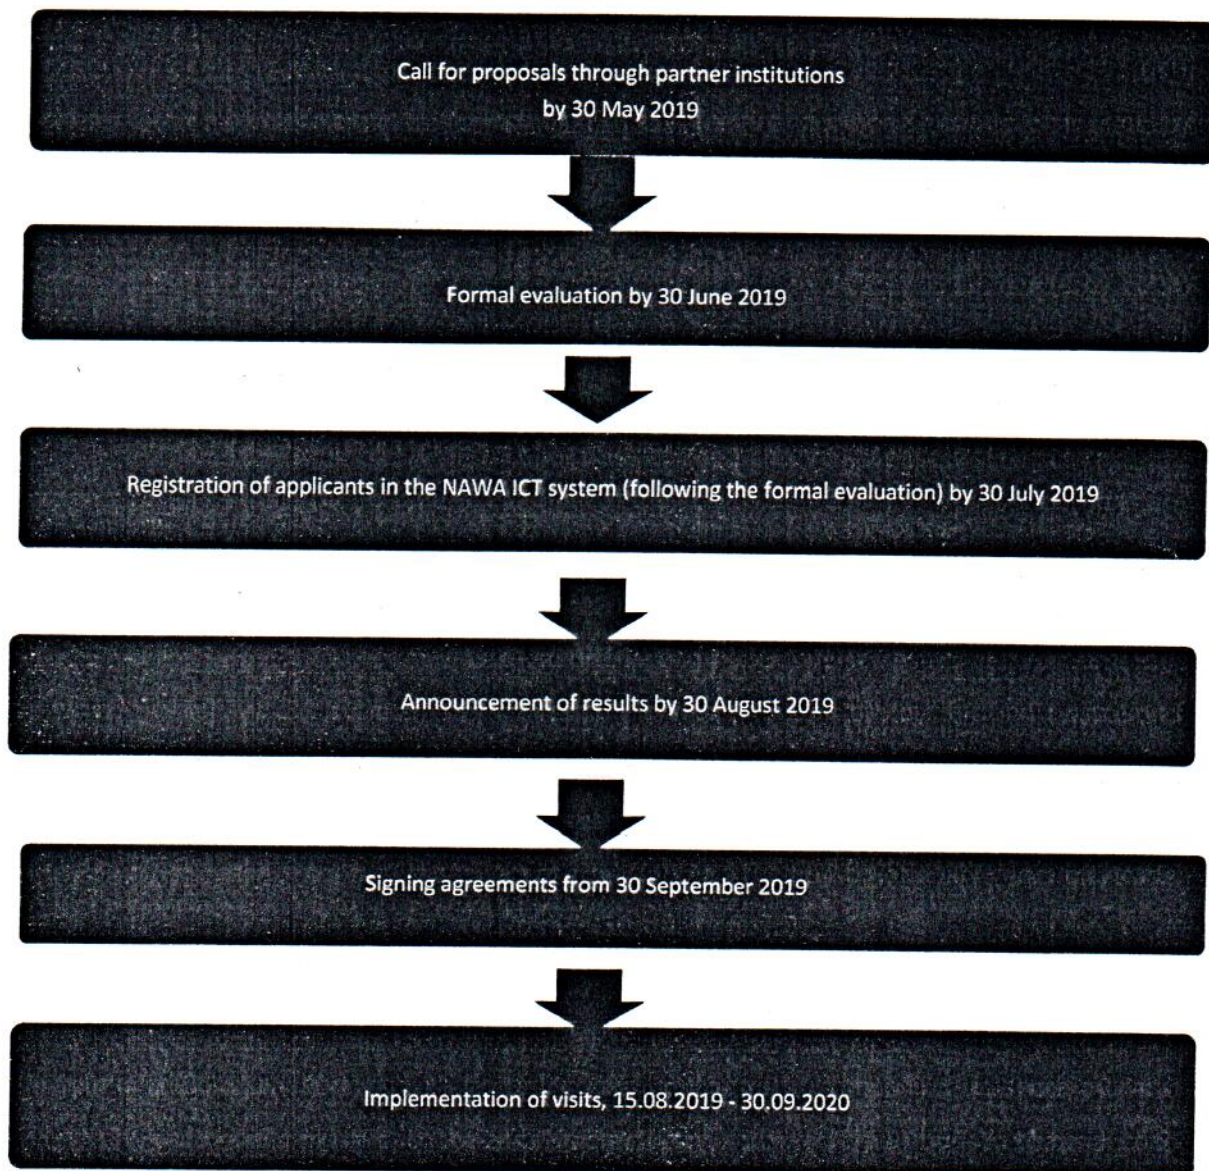 Call for proposals through partner institutions
by 30 May 2019
Formal evaluation by 30 June 2019
Registration of applicants in the NAWA ICT system (following the formal evaluation) by 30 July 2019
Announcement of results by 30 August 2019
Signing agreements from 30 September 2019
Implementation of visits, 15.08.2019 - 30.09.2020